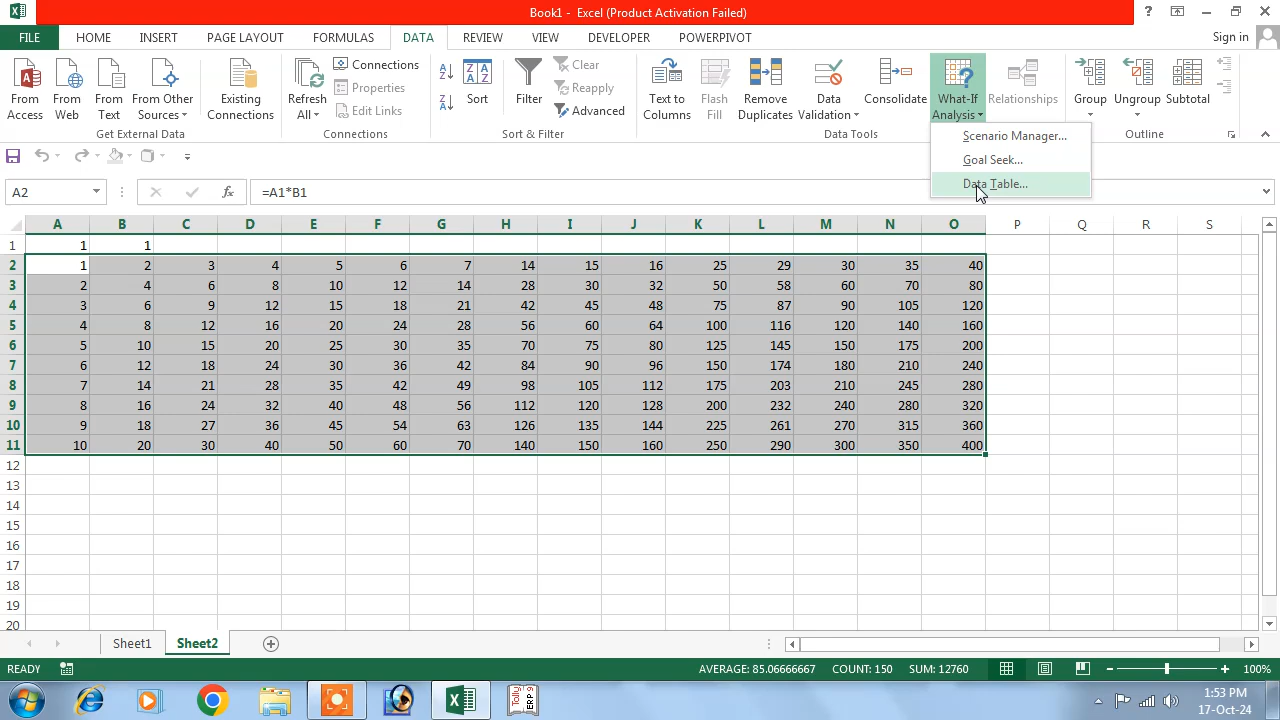 Book1 - Excel (Product Activation Failed)
FILE HOME INSERT PAGE LAYOUT FORMULAS DATA REVIEW VIEW DEVELOPER POWERPIVOT Sign in
From Access
From Web
From Text
From Other Sources
Existing Connections
Get External Data
Refresh All
Connections
Properties
Edit Links
Connections
Sort
Filter
Clear
Reapply
Advanced
Sort & Filter
Text to Columns
Flash Fill
Remove Duplicates
Data Validation
Consolidate
What-If Analysis
Relationships
Data Tools
Group
Ungroup
Subtotal
Outline
Scenario Manager...
Goal Seek...
Data Table...
A2 fx =A1*B1
A B C D E F G H I J K L M N O P Q R S
1 1 1
2 1 2 3 4 5 6 7 14 15 16 25 29 30 35 40
3 2 4 6 8 10 12 14 28 30 32 50 58 60 70 80
4 3 6 9 12 15 18 21 42 45 48 75 87 90 105 120
5 4 8 12 16 20 24 28 56 60 64 100 116 120 140 160
6 5 10 15 20 25 30 35 70 75 80 125 145 150 175 200
7 6 12 18 24 30 36 42 84 90 96 150 174 180 210 240
8 7 14 21 28 35 42 49 98 105 112 175 203 210 245 280
9 8 16 24 32 40 48 56 112 120 128 200 232 240 280 320
10 9 18 27 36 45 54 63 126 135 144 225 261 270 315 360
11 10 20 30 40 50 60 70 140 150 160 250 290 300 350 400
12
13
14
15
16
17
18
19
20
Sheet1 Sheet2
READY AVERAGE: 85.06666667 COUNT: 150 SUM: 12760 100%
Tally ERP 9
1:53 PM
17-Oct-24